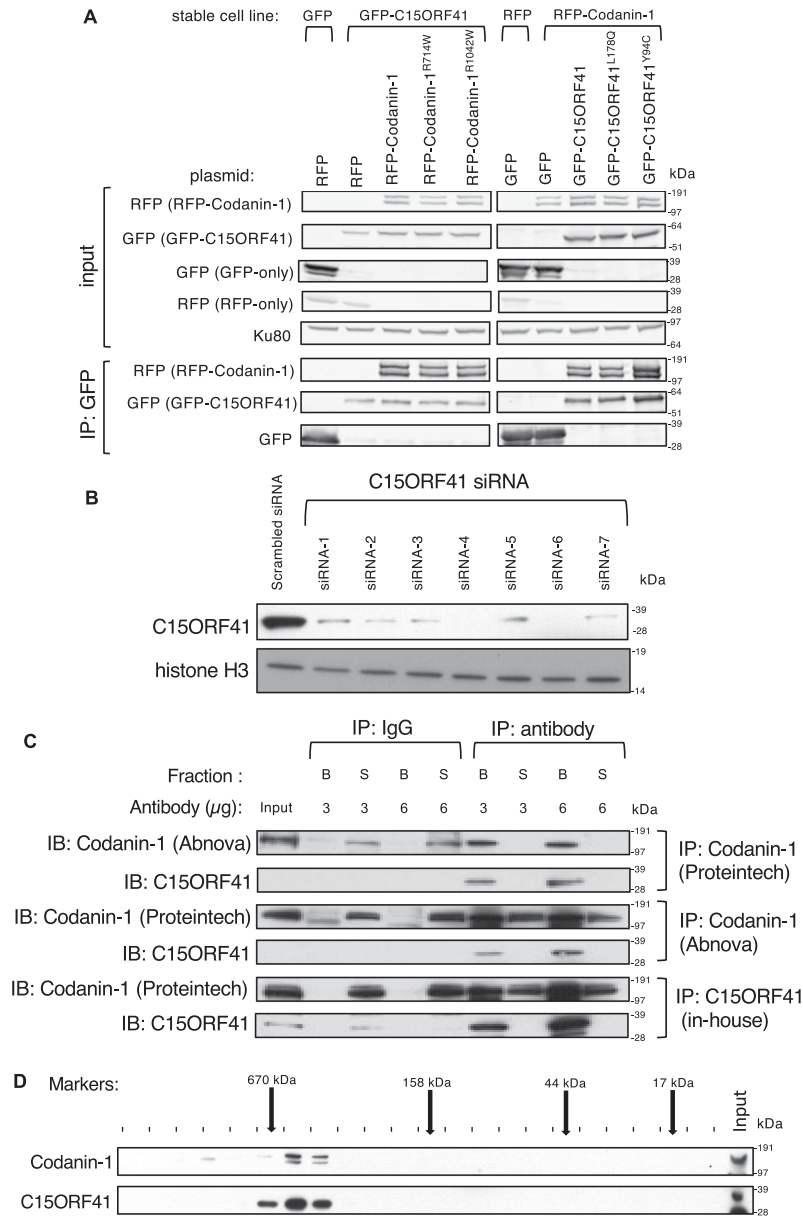 A
stable cell line: GFP GFP-C15ORF41 RFP RFP-Codanin-1
plasmid: RFP RFP RFP-Codanin-1 RFP-Codanin-1R714W RFP-Codanin-1R1042W GFP GFP GFP-C15ORF41 GFP-C15ORF41L178Q GFP-C15ORF41Y94C kDa
input
RFP (RFP-Codanin-1) -191
-97
GFP (GFP-C15ORF41) -64
-51
GFP (GFP-only) -39
-28
RFP (RFP-only) -39
-28
Ku80 -97
-64
IP: GFP
RFP (RFP-Codanin-1) -191
-97
GFP (GFP-C15ORF41) -64
-51
GFP -39
-28
B
C15ORF41 siRNA
Scrambled siRNA siRNA-1 siRNA-2 siRNA-3 siRNA-4 siRNA-5 siRNA-6 siRNA-7 kDa
C15ORF41 -39
-28
histone H3 -19
-14
C
IP: IgG IP: antibody
Fraction : B S B S B S B S
Antibody (µg): Input 3 3 6 6 3 3 6 6 kDa
IB: Codanin-1 (Abnova) -191
-97
IB: C15ORF41 -39
-28
IP: Codanin-1
(Proteintech)
IB: Codanin-1 (Proteintech) -191
-97
IB: C15ORF41 -39
-28
IP: Codanin-1
(Abnova)
IB: Codanin-1 (Proteintech) -191
-97
IB: C15ORF41 -39
-28
IP: C15ORF41
(in-house)
D Markers: 670 kDa 158 kDa 44 kDa 17 kDa Input kDa
Codanin-1 -191
-97
C15ORF41 -39
-28